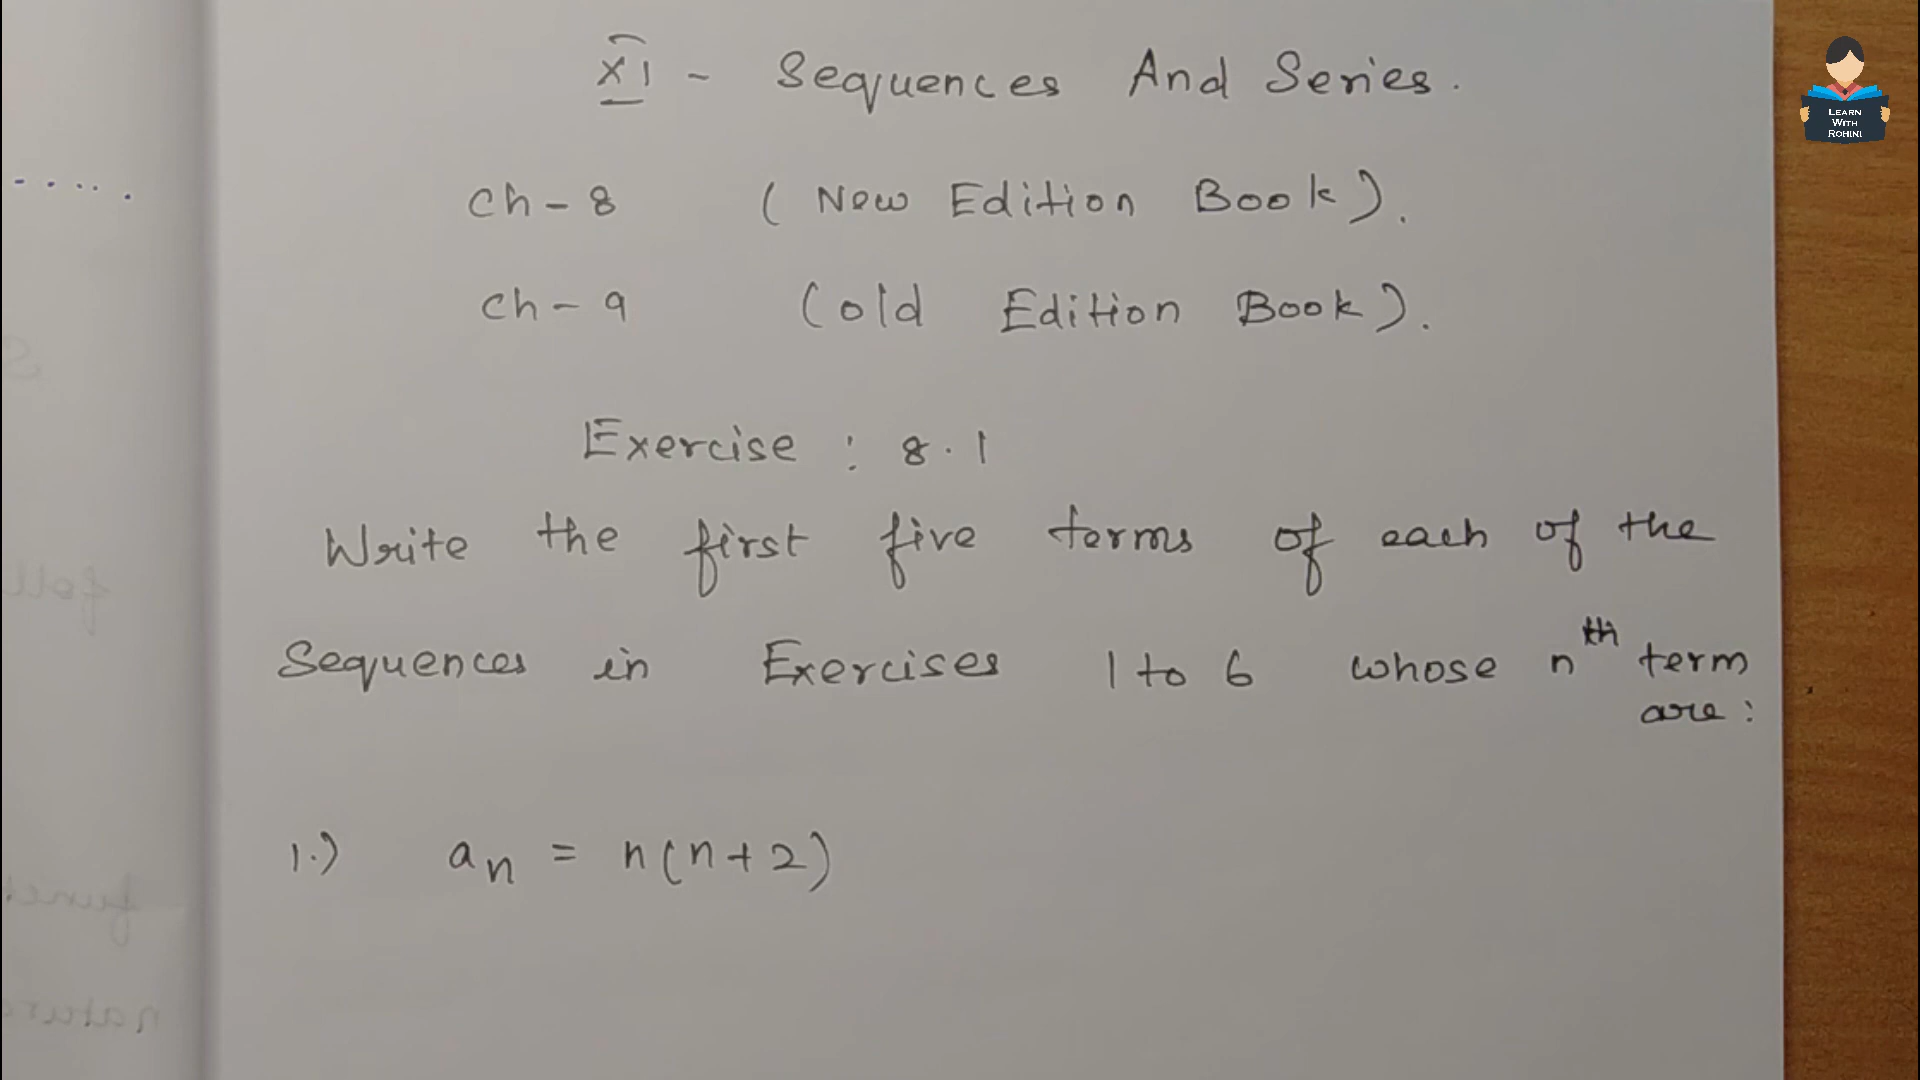 XI - Sequences And Series.
LEARN
WITH
ROHINI
ch - 8 ( New Edition Book ).
ch - 9 ( old Edition Book ).
Exercise : 8.1
Write the first five terms of each of the
Sequences in Exercises 1 to 6 whose nth term
are :
1.) an = n(n+2)